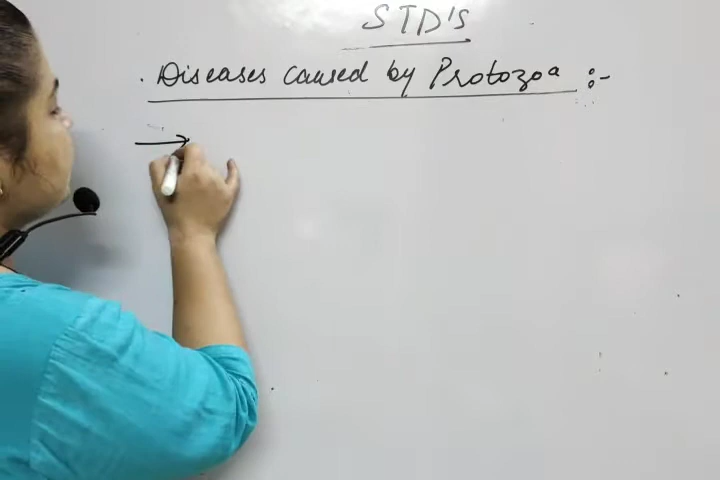 STD'S
. Diseases caused by Protozoa :-
→